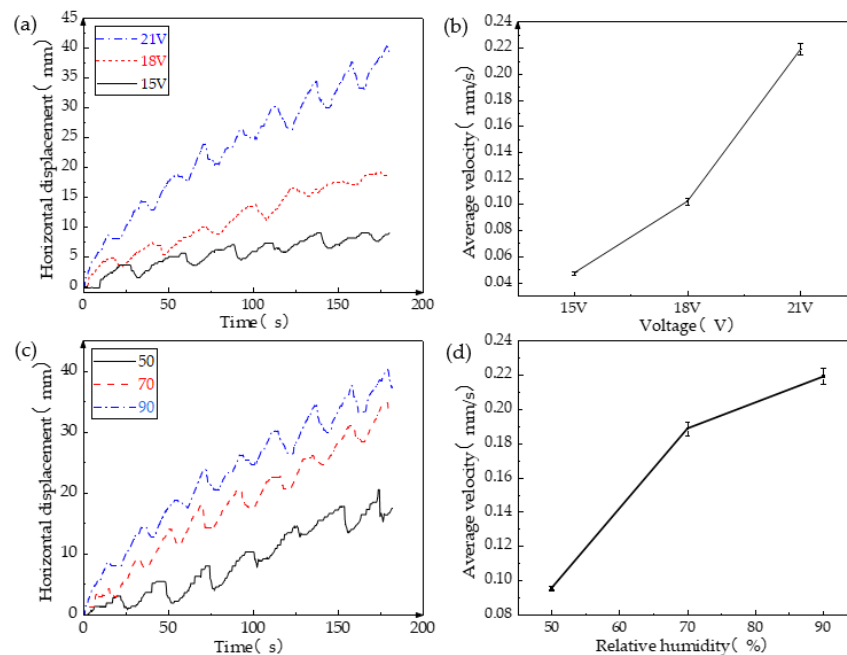 (a)
45
40
35
30
25
20
15
10
5
0
21V
18V
15V
Horizontal displacement( mm)
0 50 100 150 200
Time( s)
(b)
0.24
0.22
0.20
0.18
0.16
0.14
0.12
0.10
0.08
0.06
0.04
Average velocity( mm/s)
15V 18V 21V
Voltage( V)
(c)
40
30
20
10
0
50
70
90
Horizontal displacement( mm)
0 50 100 150 200
Time( s)
(d)
0.24
0.22
0.20
0.18
0.16
0.14
0.12
0.10
0.08
Average velocity( mm/s)
50 60 70 80 90
Relative humidity( %)